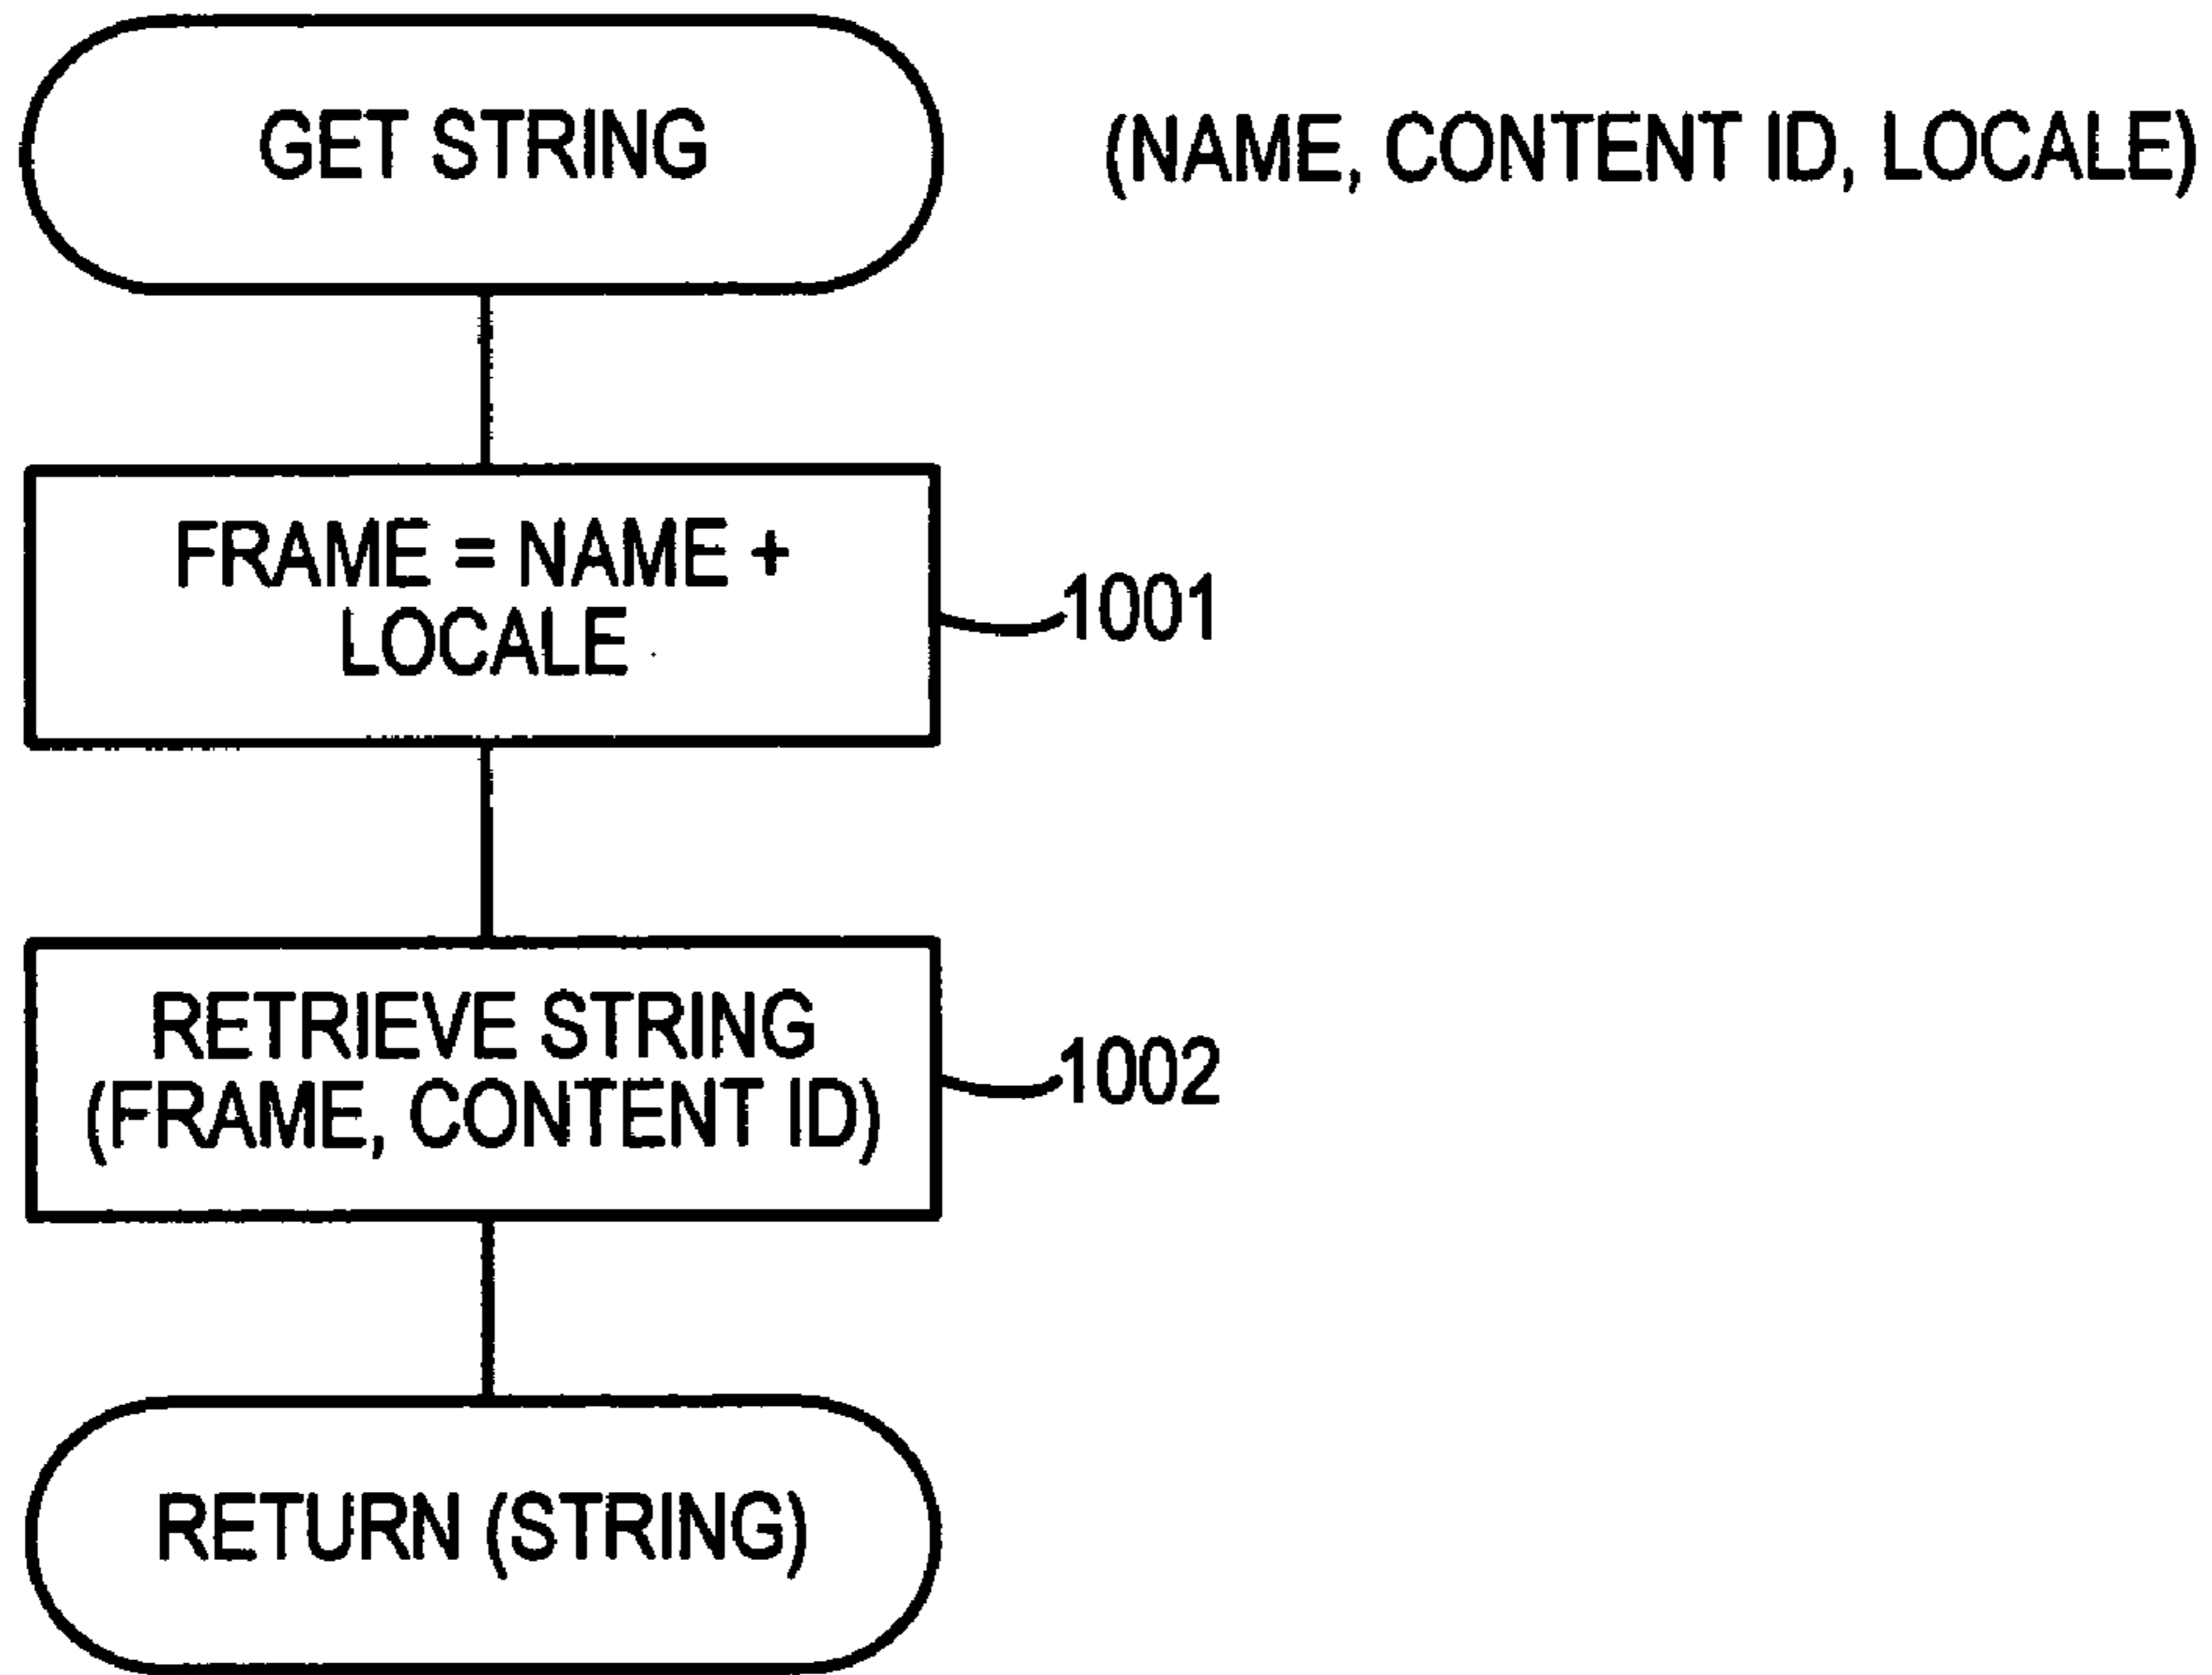 GET STRING
(NAME, CONTENT ID, LOCALE)
FRAME = NAME +
LOCALE
1001
RETRIEVE STRING
(FRAME, CONTENT ID)
1002
RETURN (STRING)